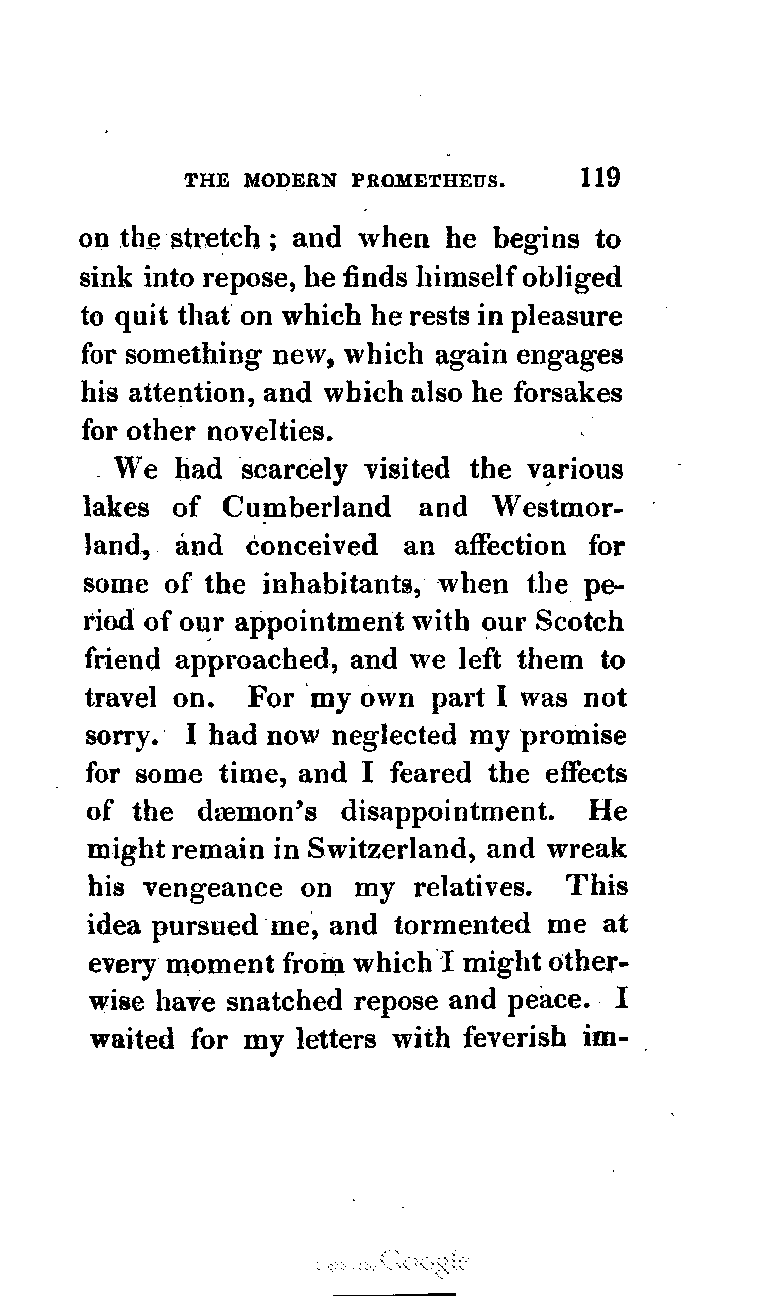 THE MODERN PROMETHEUS. 119
on the stretch ; and when he begins to
sink into repose, he finds himself obliged
to quit that on which he rests in pleasure
for something new, which again engages
his attention, and which also he forsakes
for other novelties.
We had scarcely visited the various
lakes of Cumberland and Westmor-
land, and conceived an affection for
some of the inhabitants, when the pe-
riod of our appointment with our Scotch
friend approached, and we left them to
travel on. For my own part I was not
sorry. I had now neglected my promise
for some time, and I feared the effects
of the dæmon's disappointment. He
might remain in Switzerland, and wreak
his vengeance on my relatives. This
idea pursued me, and tormented me at
every moment from which I might other-
wise have snatched repose and peace. I
waited for my letters with feverish im-
Google